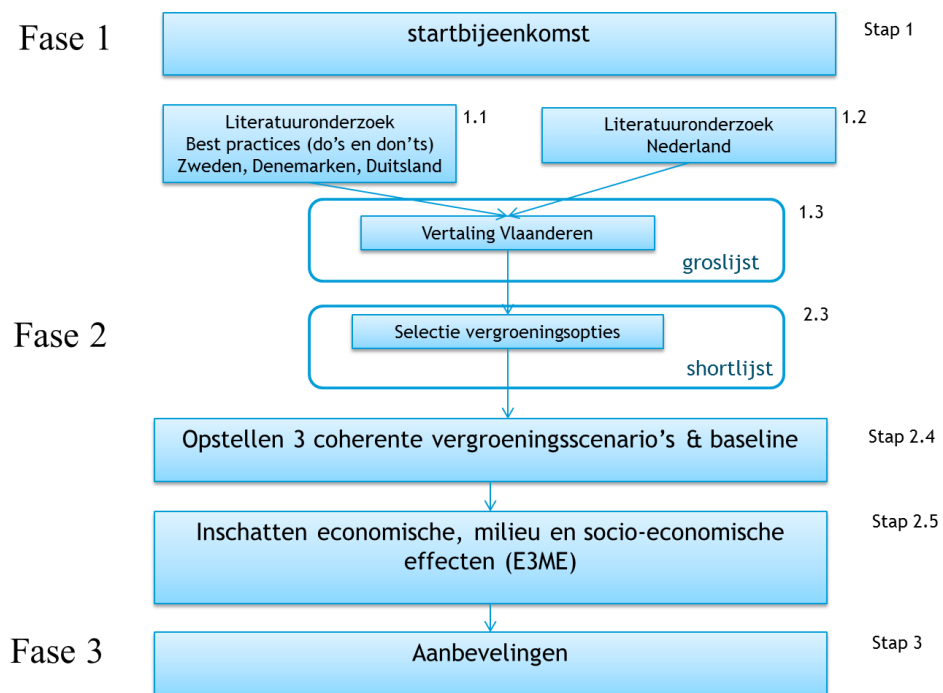 Fase 1
startbijeenkomst
Stap 1
Literatuuronderzoek
Best practices (do’s en don’ts)
Zweden, Denemarken, Duitsland
1.1
Literatuuronderzoek
Nederland
1.2
Vertaling Vlaanderen
groslijst
1.3
Fase 2
Selectie vergroeningsopties
shortlijst
2.3
Opstellen 3 coherente vergroeningsscenario’s & baseline
Stap 2.4
Inschatten economische, milieu en socio-economische
effecten (E3ME)
Stap 2.5
Fase 3
Aanbevelingen
Stap 3